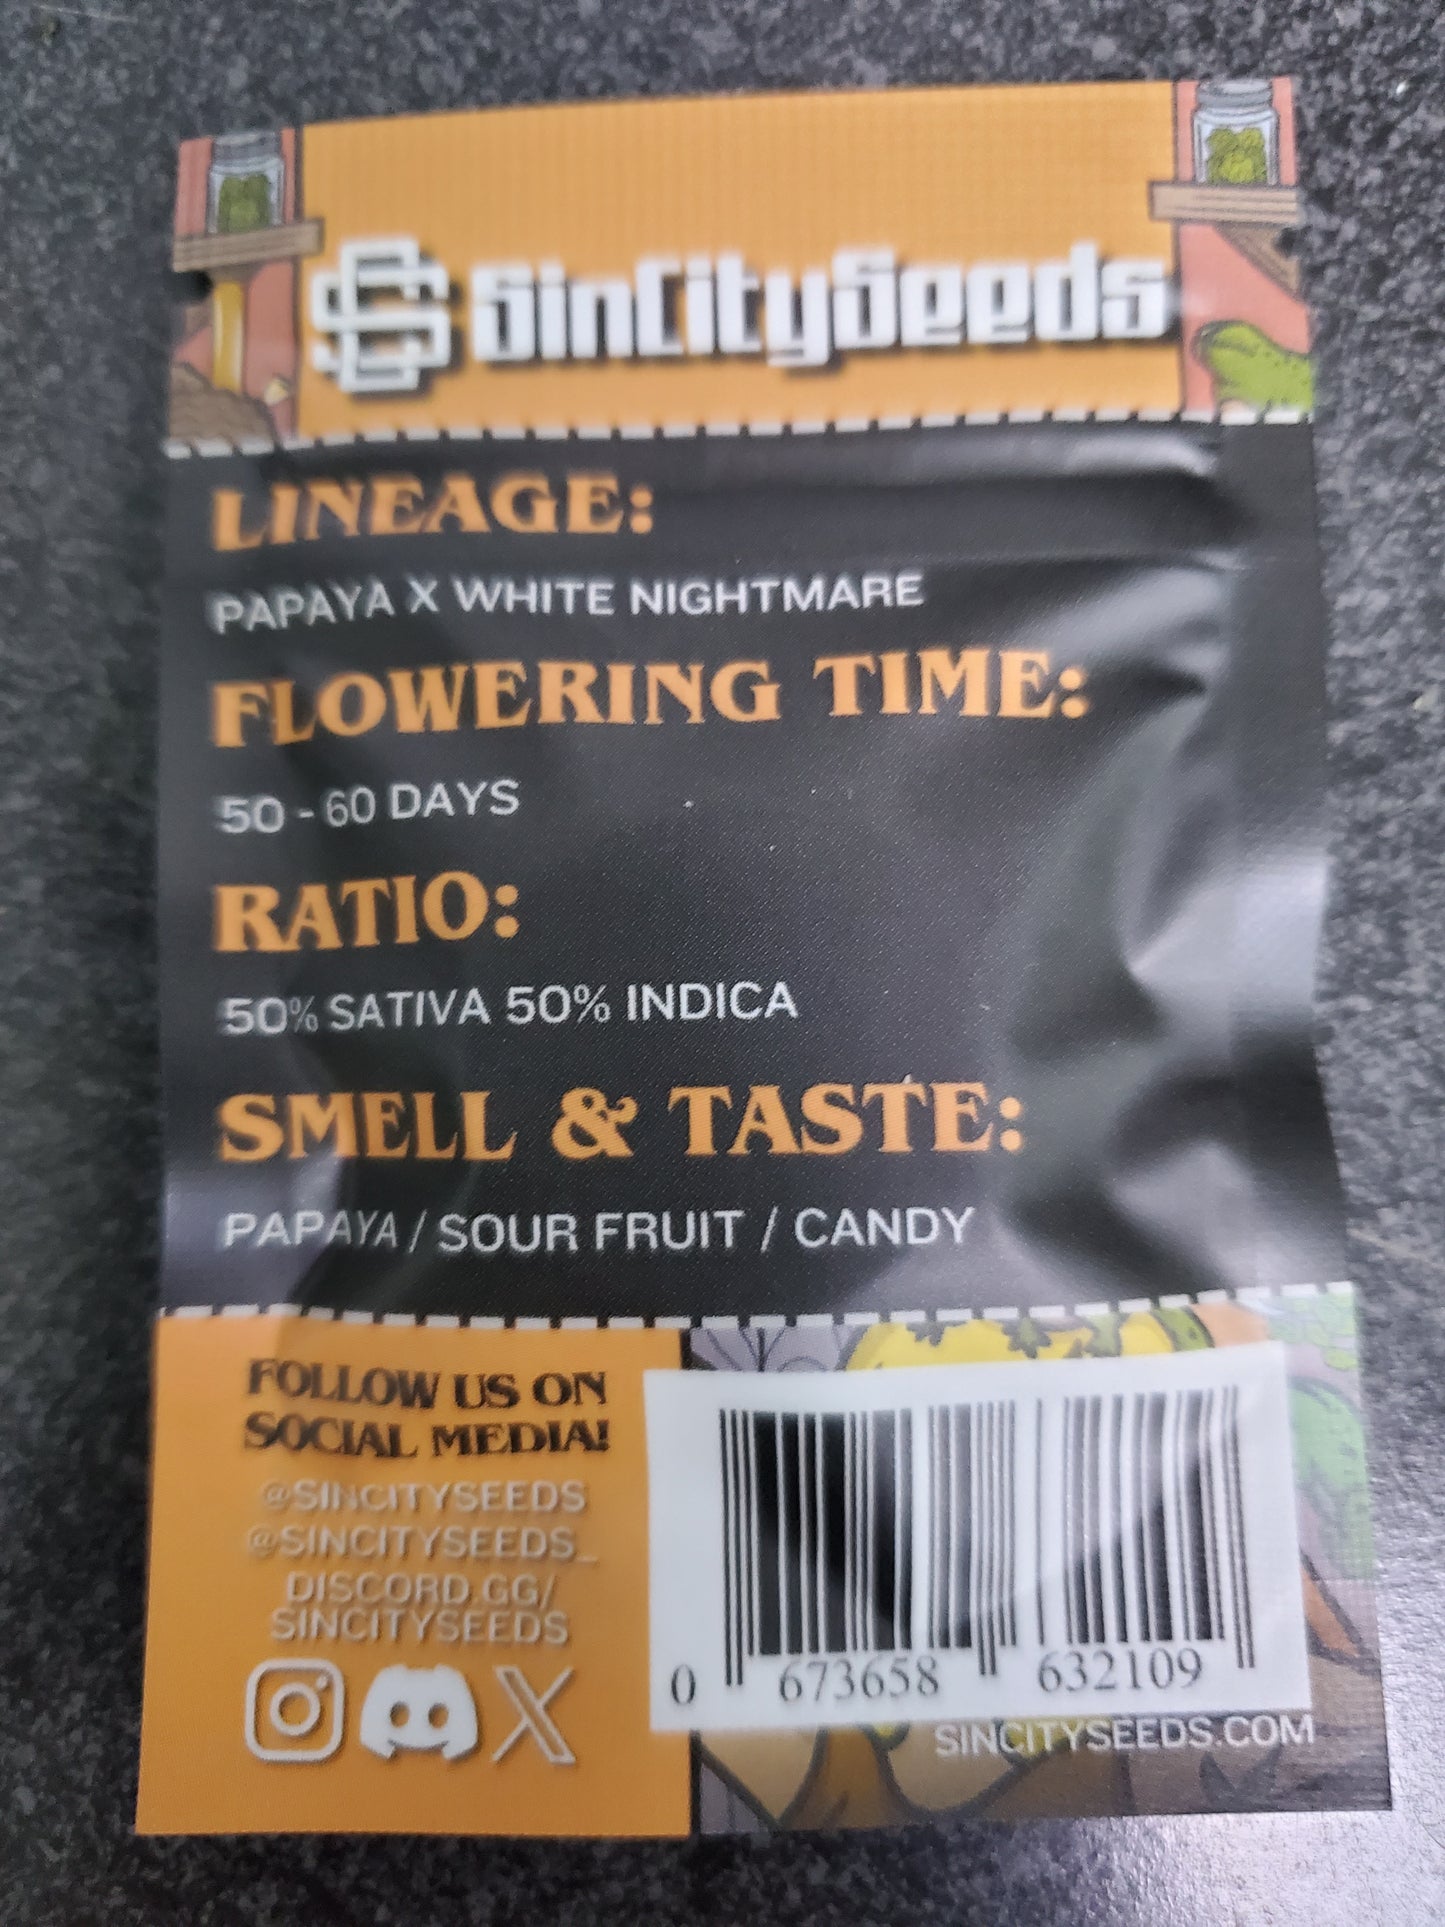 SinCitySeeds
LINEAGE:
PAPAYA X WHITE NIGHTMARE
FLOWERING TIME:
50 - 60 DAYS
RATIO:
50% SATIVA 50% INDICA
SMELL & TASTE:
PAPAYA / SOUR FRUIT / CANDY
FOLLOW US ON
SOCIAL MEDIA!
@SINCITYSEEDS
@SINCITYSEEDS_
DISCORD.GG/
SINCITYSEEDS
0 673658 632109
SINCITYSEEDS.COM